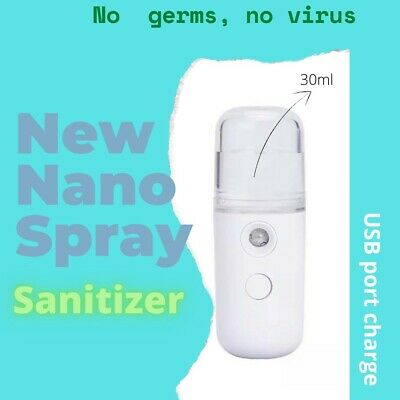 No germs, no virus
30ml
New
Nano
Spray
Sanitizer
USB port charge